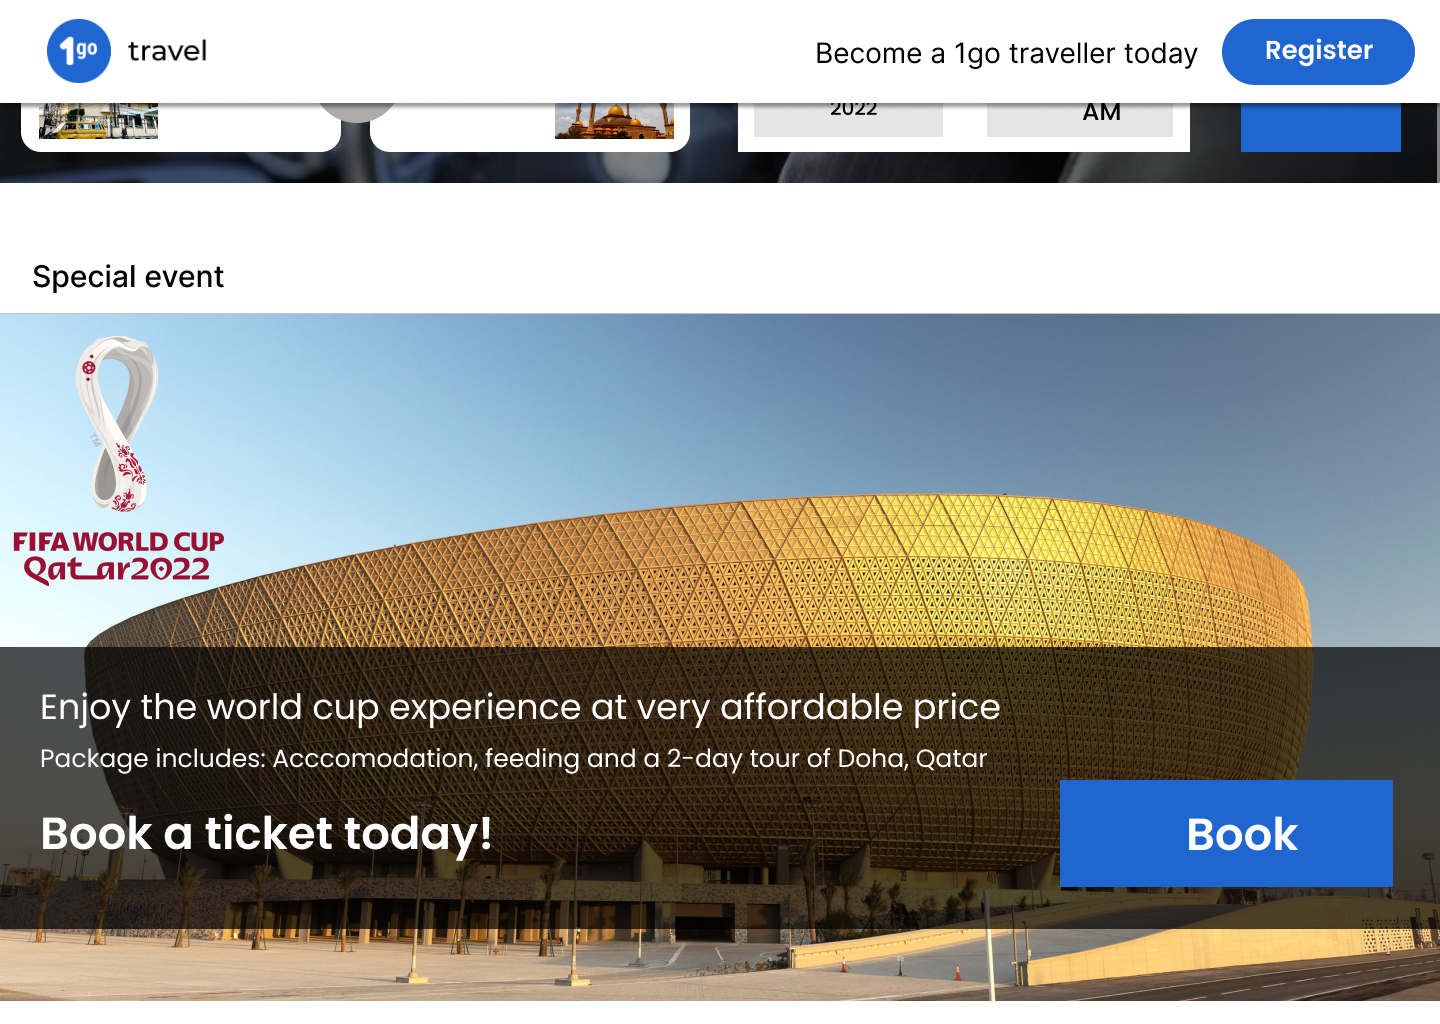 1go travel
Become a 1go traveller today
Register
2022
AM
Special event
TM
FIFA WORLD CUP
Qatar2022
Enjoy the world cup experience at very affordable price
Package includes: Acccomodation, feeding and a 2-day tour of Doha, Qatar
Book a ticket today!
Book